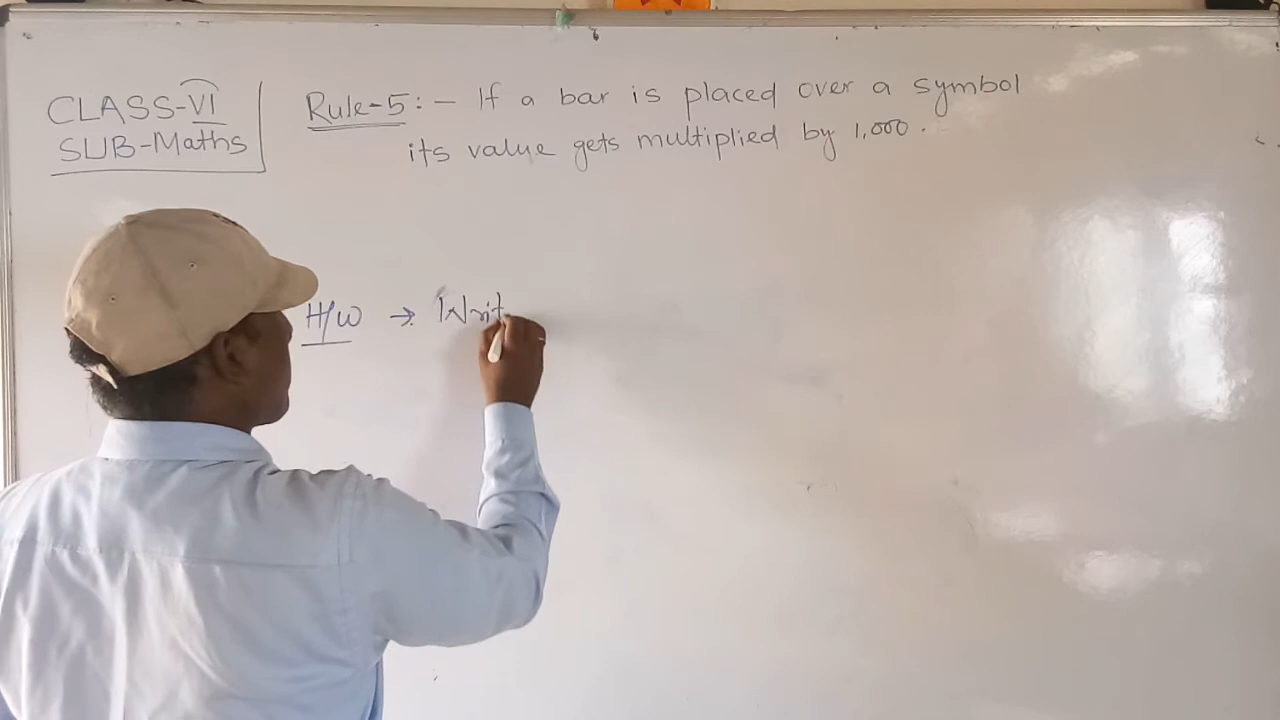 CLASS-VI
SUB-Maths
Rule-5:- If a bar is placed over a symbol
its value gets multiplied by 1,000.
H/W → Writ